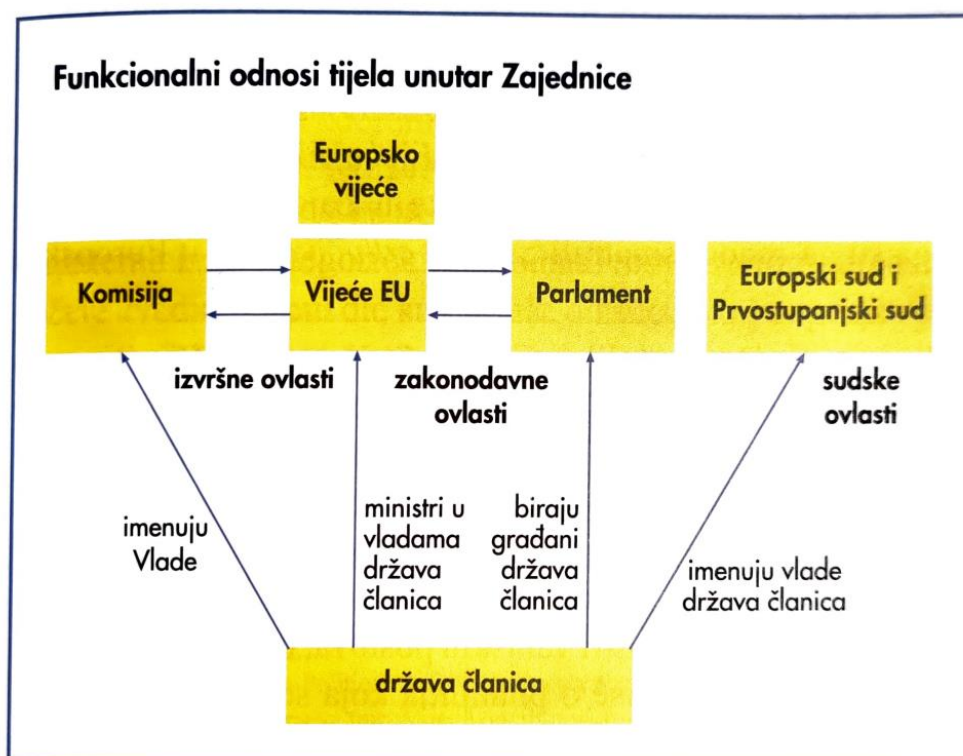 Funkcionalni odnosi tijela unutar Zajednice
Europsko
vijeće
Komisija
Vijeće EU
Parlament
Europski sud i
Prvostupanjski sud
izvršne ovlasti
zakonodavne
ovlasti
sudske
ovlasti
imenuju
Vlade
ministri u
vladama
država
članica
biraju
građani
država
članica
imenuju vlade
država članica
država članica